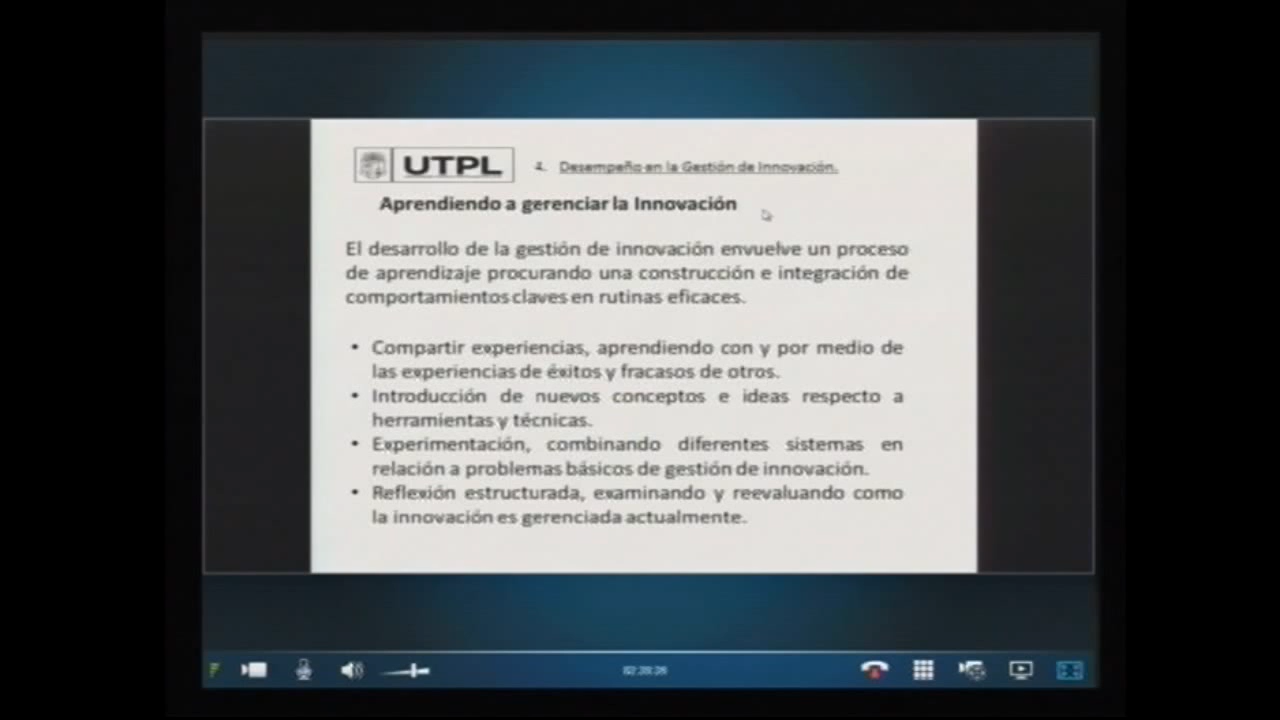 UTPL
Desempeño en la Gestión de Innovación.
Aprendiendo a gerenciar la Innovación
El desarrollo de la gestión de innovación envuelve un proceso
de aprendizaje procurando una construcción e integración de
comportamientos claves en rutinas eficaces.
• Compartir experiencias, aprendiendo con y por medio de
las experiencias de éxitos y fracasos de otros.
• Introducción de nuevos conceptos e ideas respecto a
herramientas y técnicas.
• Experimentación, combinando diferentes sistemas en
relación a problemas básicos de gestión de innovación.
• Reflexión estructurada, examinando y reevaluando como
la innovación es gerenciada actualmente.